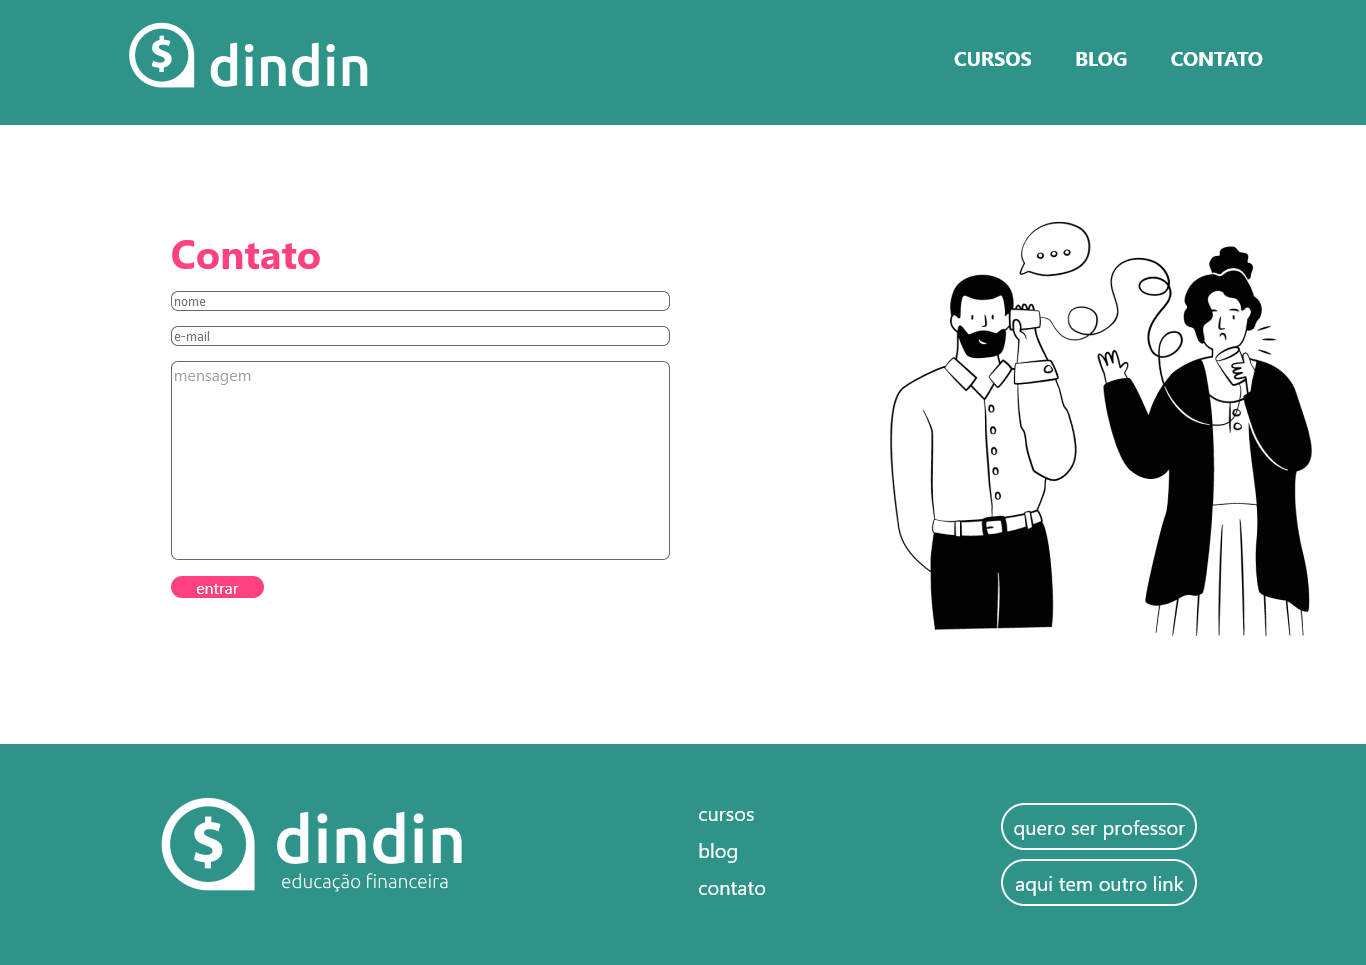 $ dindin
CURSOS BLOG CONTATO
Contato
nome
e-mail
mensagem
entrar
$ dindin
educação financeira
cursos
blog
contato
quero ser professor
aqui tem outro link